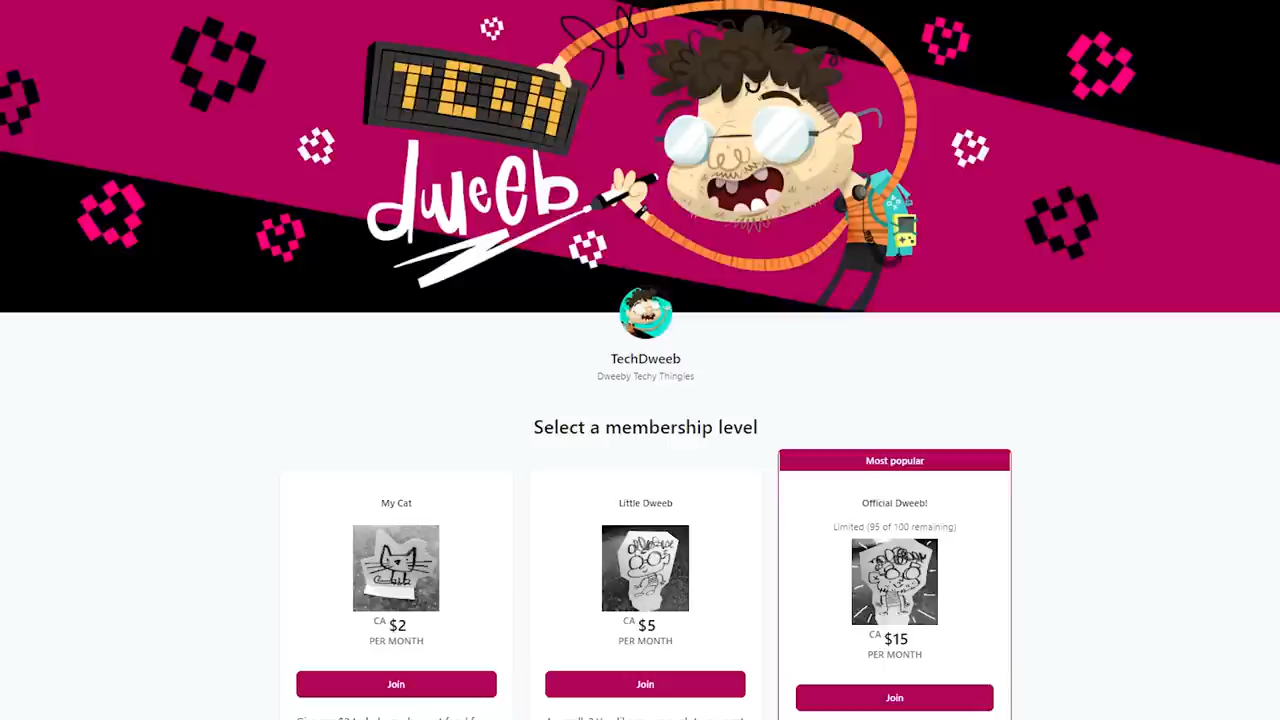 TECH
dweeb
TechDweeb
Dweeby Techy Thingies
Select a membership level
Most popular
My Cat
Little Dweeb
Official Dweeb!
Limited (95 of 100 remaining)
CA $2
PER MONTH
CA $5
PER MONTH
CA $15
PER MONTH
Join
Join
Join